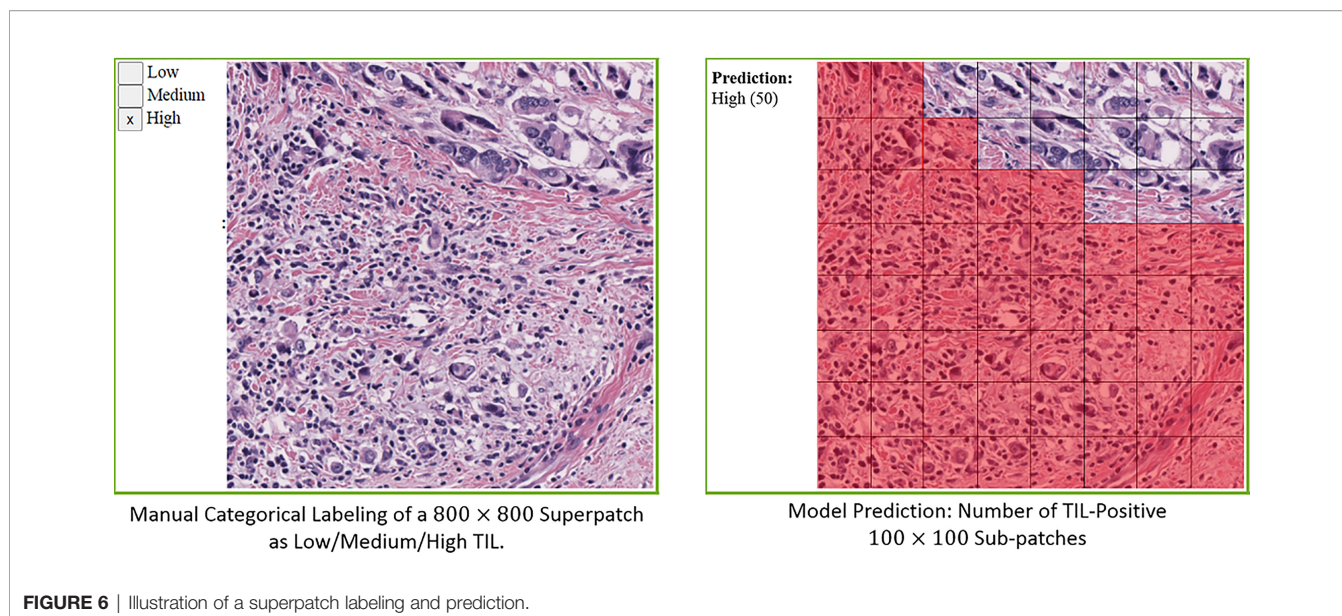 Low
Medium
x High
:
Prediction:
High (50)
Manual Categorical Labeling of a 800 × 800 Superpatch
as Low/Medium/High TIL.
Model Prediction: Number of TIL-Positive
100 × 100 Sub-patches
FIGURE 6 | Illustration of a superpatch labeling and prediction.